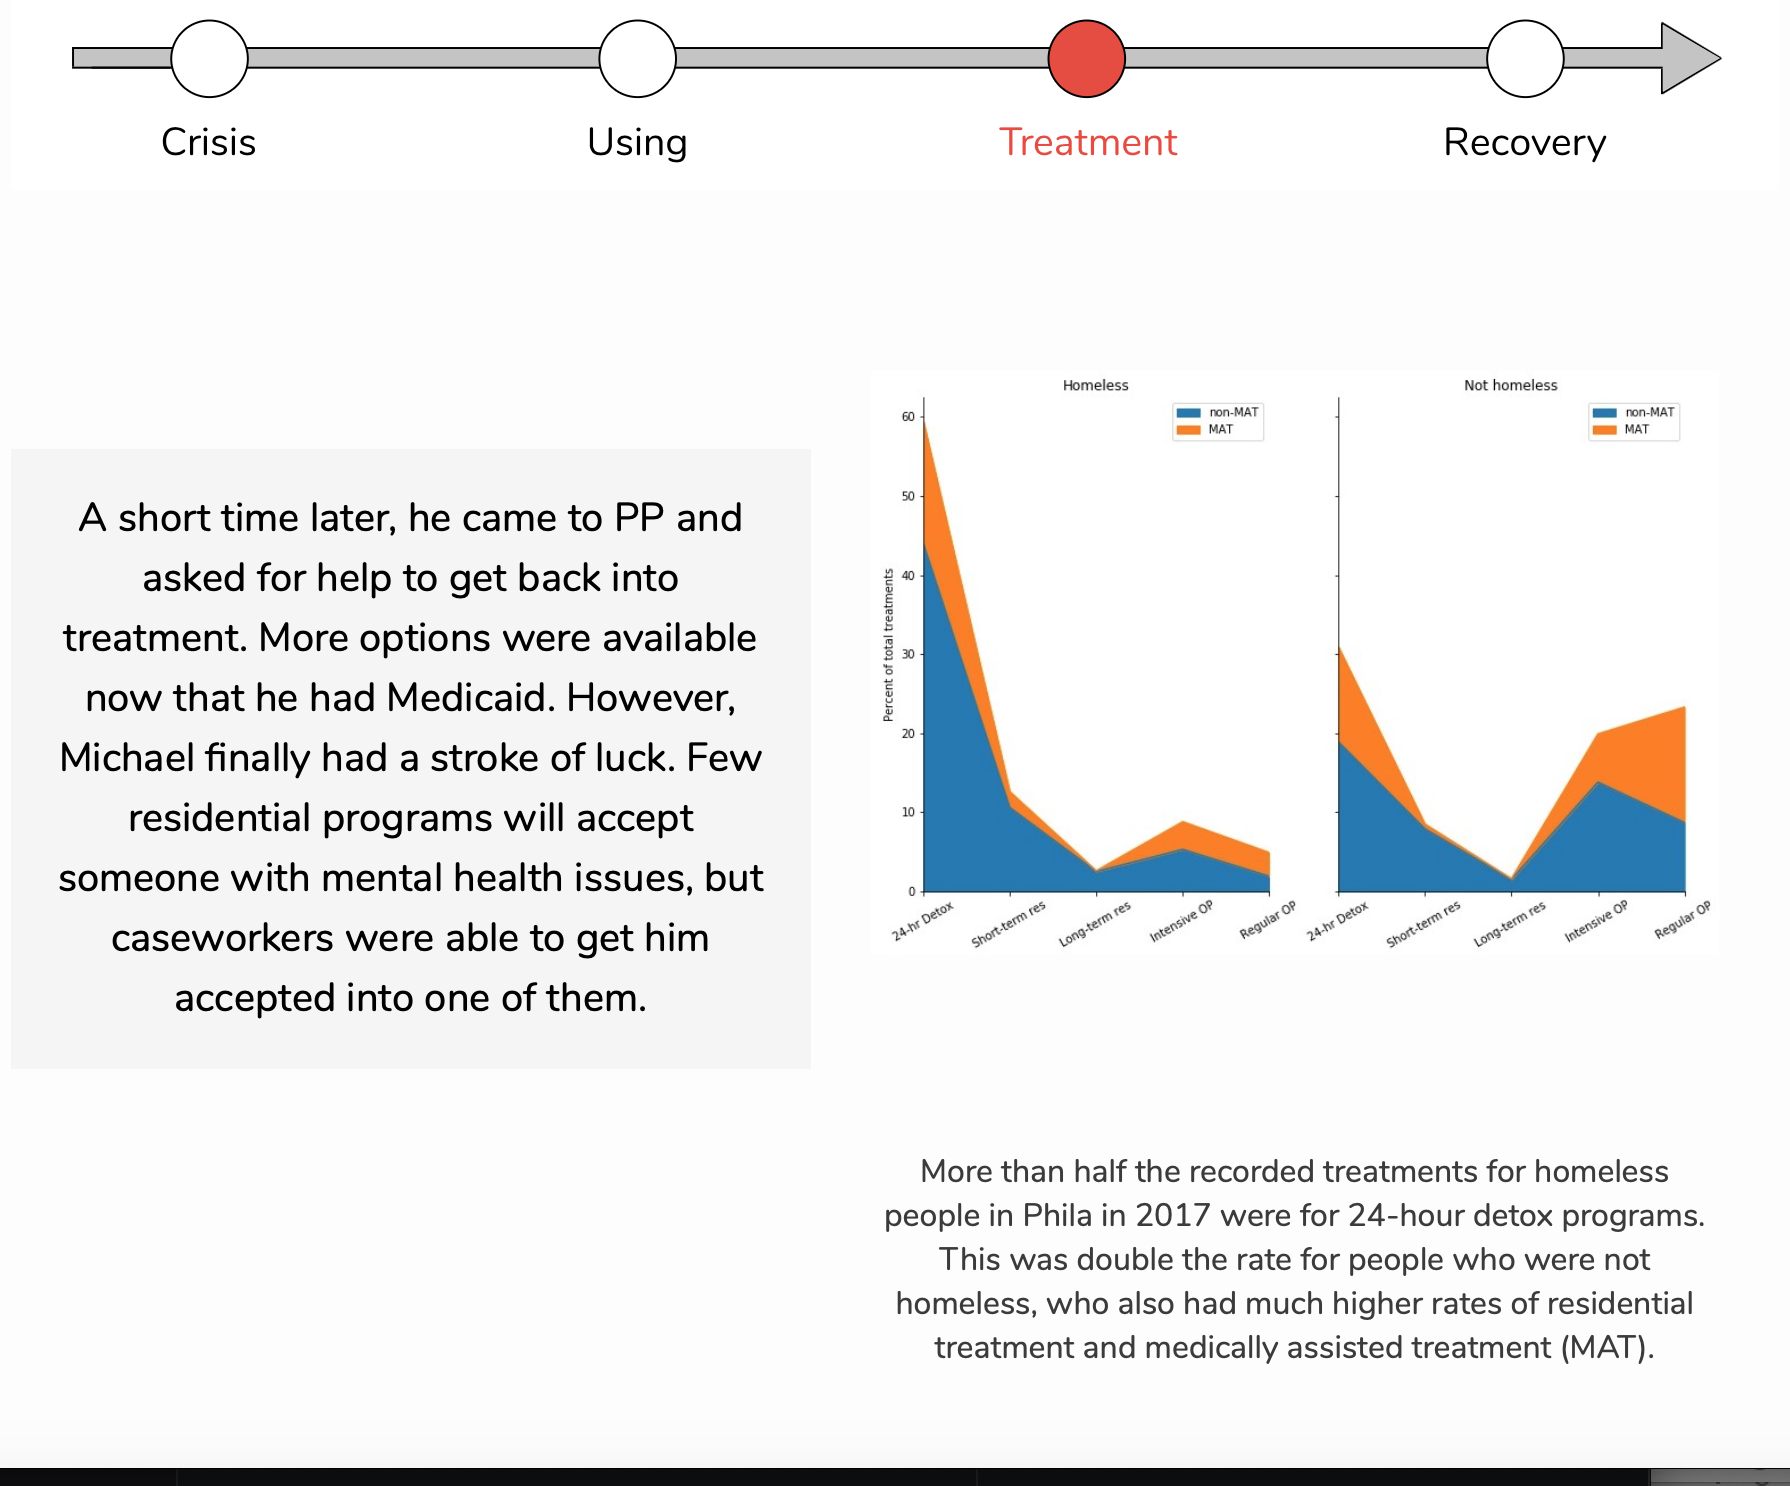 Crisis
Using
Treatment
Recovery
A short time later, he came to PP and
asked for help to get back into
treatment. More options were available
now that he had Medicaid. However,
Michael finally had a stroke of luck. Few
residential programs will accept
someone with mental health issues, but
caseworkers were able to get him
accepted into one of them.
Homeless
non-MAT
MAT
Percent of total treatments
60
50
40
30
20
10
0
24-hr Detox
Short-term res
Long-term res
Intensive OP
Regular OP
Not homeless
non-MAT
MAT
24-hr Detox
Short-term res
Long-term res
Intensive OP
Regular OP
More than half the recorded treatments for homeless
people in Phila in 2017 were for 24-hour detox programs.
This was double the rate for people who were not
homeless, who also had much higher rates of residential
treatment and medically assisted treatment (MAT).